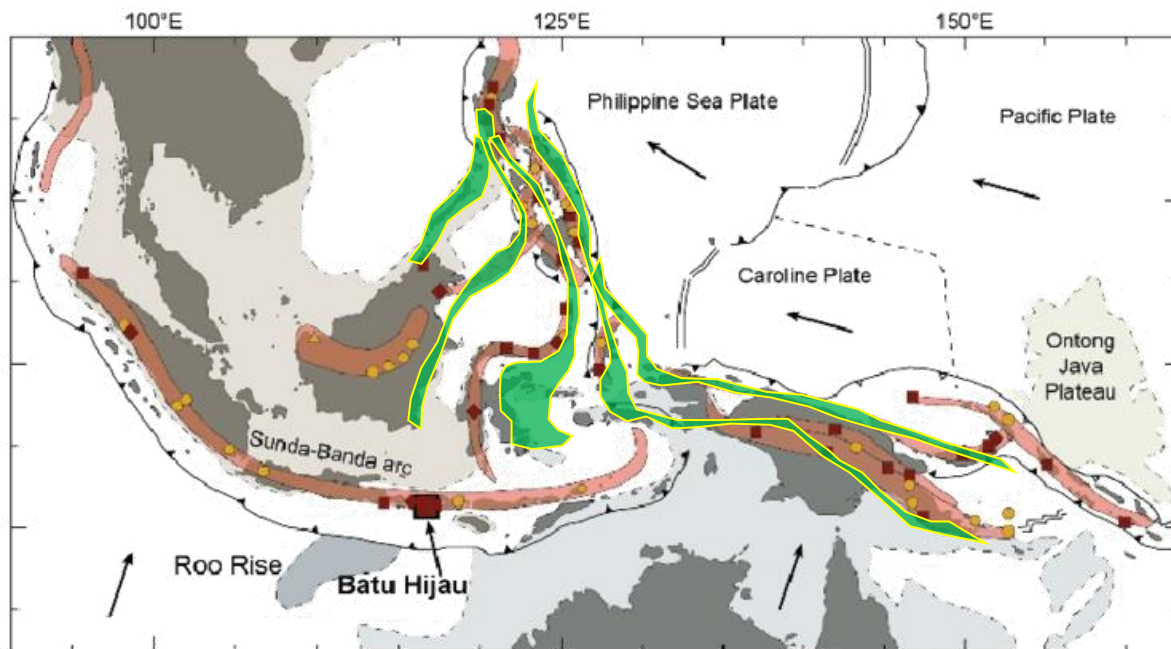 100°E
125°E
150°E
Philippine Sea Plate
Pacific Plate
Caroline Plate
Ontong
Java
Plateau
Sunda-Banda arc
Roo Rise
Batu Hijau